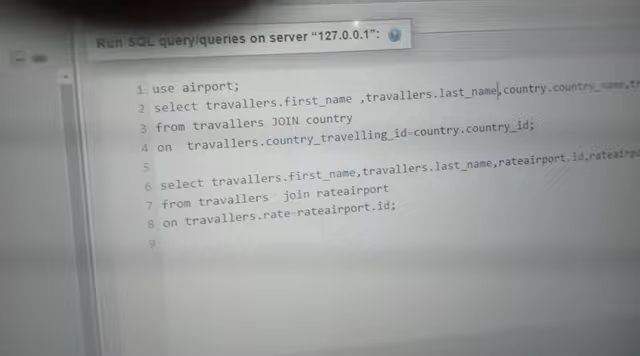 Run SQL query/queries on server “127.0.0.1”:
1 use airport;
2 select travallers.first_name ,travallers.last_name,country.country_name,tr
3 from travallers JOIN country
4 on travallers.country_travelling_id=country.country_id;
5
6 select travallers.first_name,travallers.last_name,rateairport.id,rateairpo
7 from travallers join rateairport
8 on travallers.rate=rateairport.id;
9